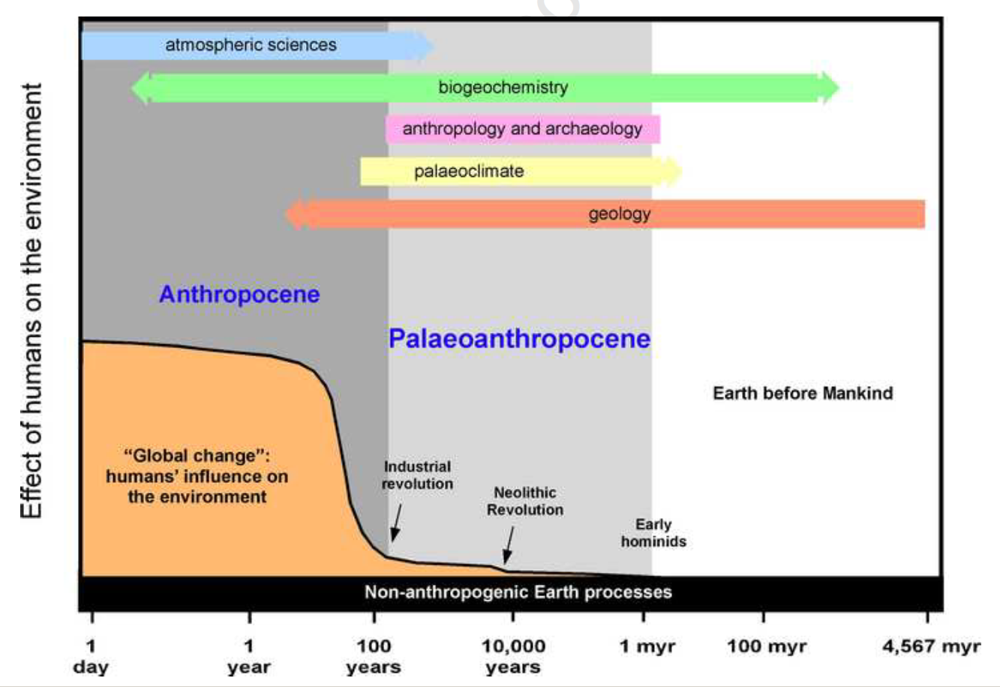 atmospheric sciences
biogeochemistry
anthropology and archaeology
palaeoclimate
geology
Effect of humans on the environment
Anthropocene
Palaeoanthropocene
Earth before Mankind
“Global change”:
humans’ influence on
the environment
Industrial
revolution
Neolithic
Revolution
Early
hominids
Non-anthropogenic Earth processes
1
day
1
year
100
years
10,000
years
1 myr
100 myr
4,567 myr